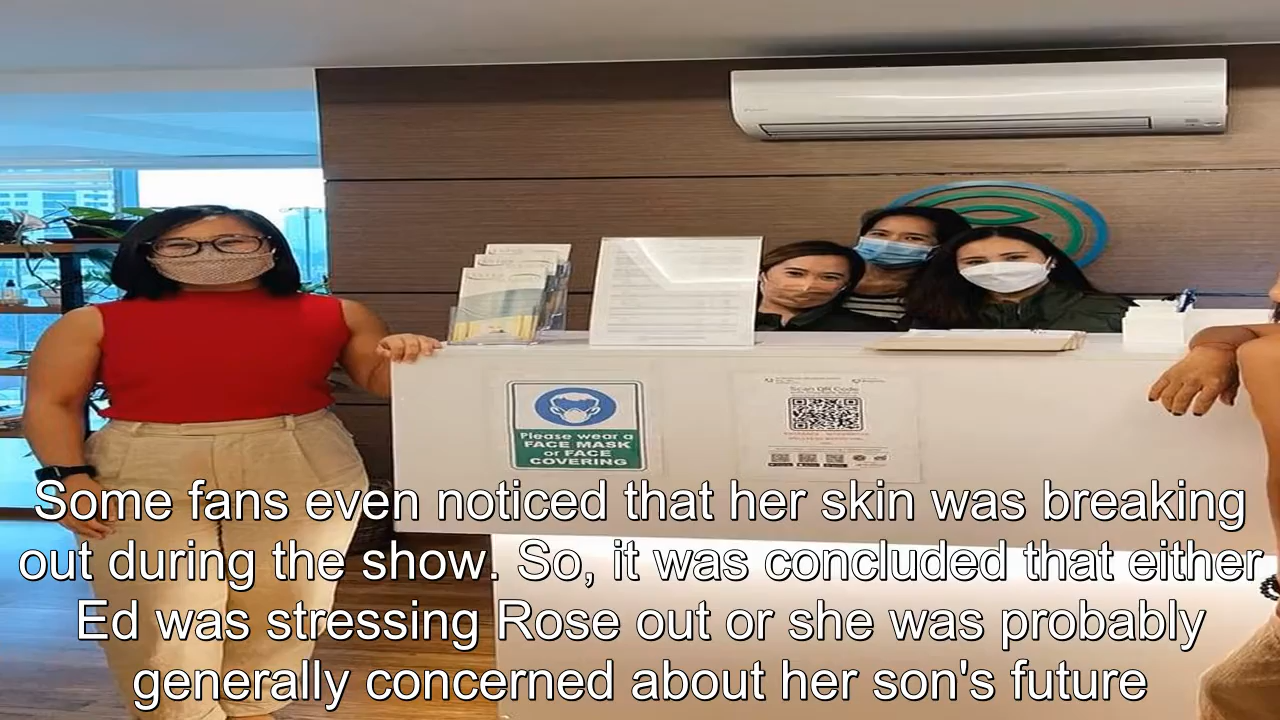 Please wear a
FACE MASK
or FACE
COVERING
Scan QR Code
Some fans even noticed that her skin was breaking
out during the show. So, it was concluded that either
Ed was stressing Rose out or she was probably
generally concerned about her son's future